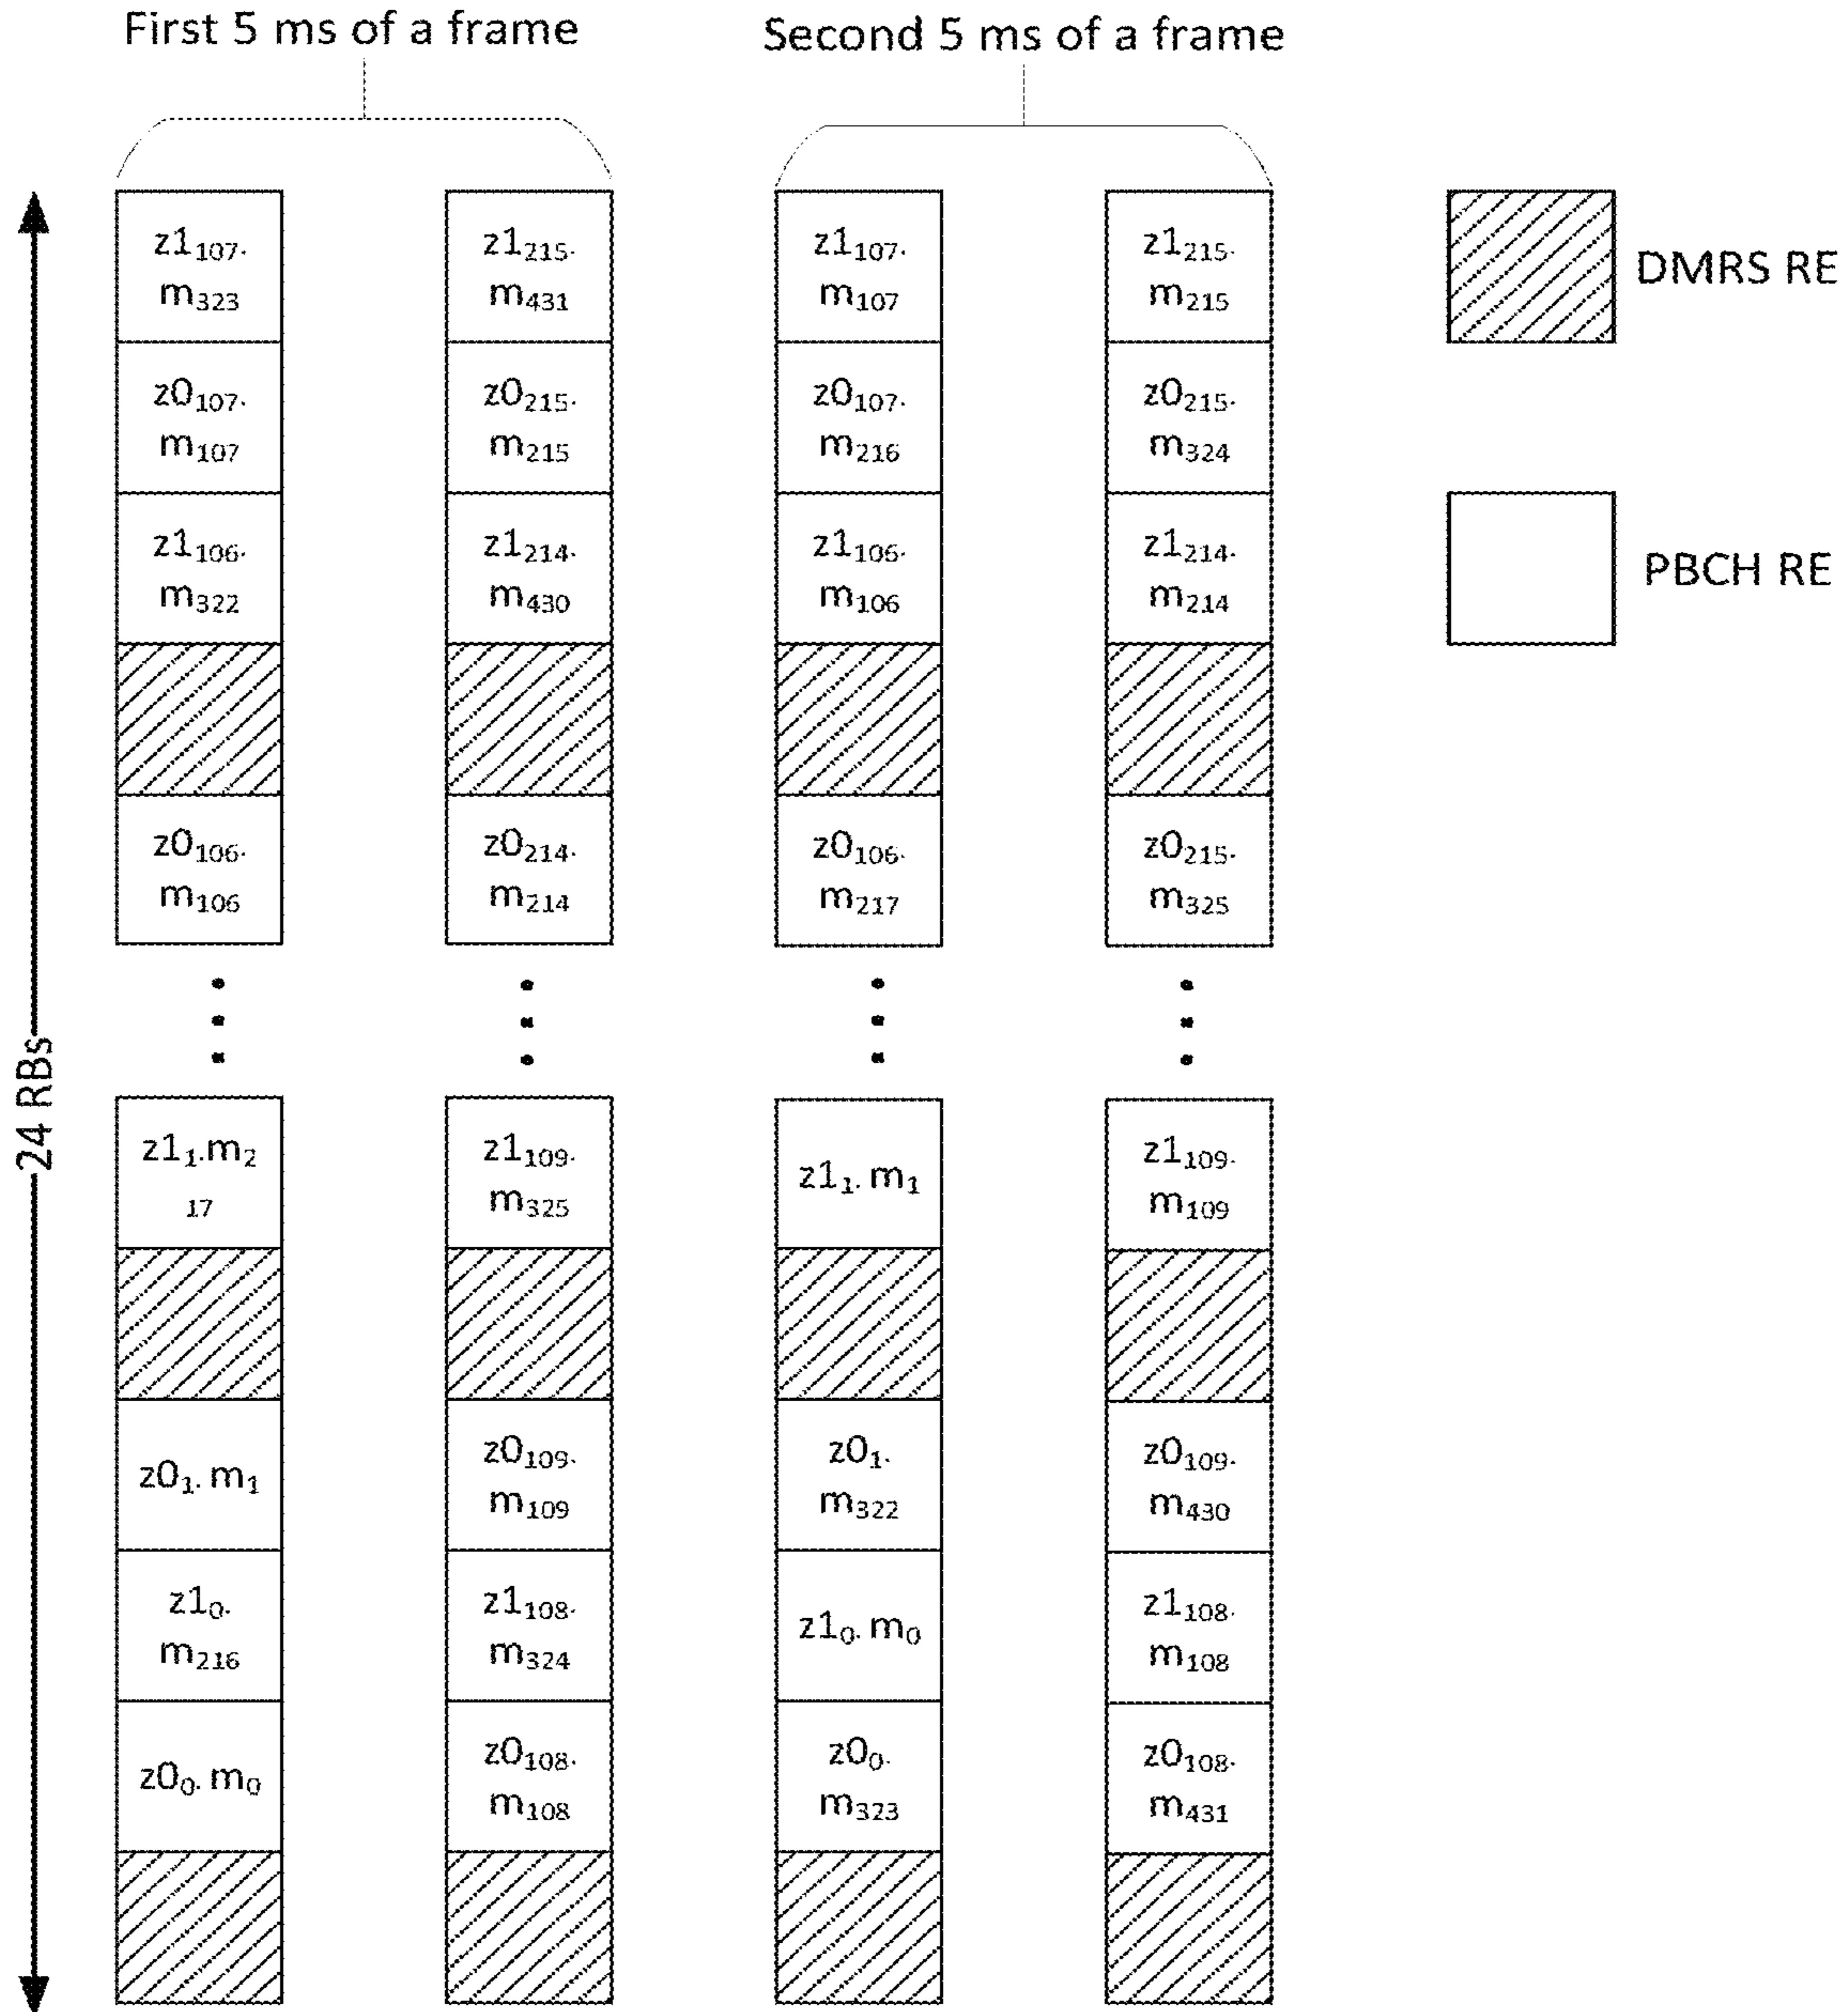 First 5 ms of a frame
Second 5 ms of a frame
z1₁₀₇.
m₃₂₃
z1₂₁₅.
m₄₃₁
z1₁₀₇.
m₁₀₇
z1₂₁₅.
m₂₁₅
DMRS RE
z0₁₀₇.
m₁₀₇
z0₂₁₅.
m₂₁₅
z0₁₀₇.
m₂₁₆
z0₂₁₅.
m₃₂₄
z1₁₀₆.
m₃₂₂
z1₂₁₄.
m₄₃₀
z1₁₀₆.
m₁₀₆
z1₂₁₄.
m₂₁₄
PBCH RE
z0₁₀₆.
m₁₀₆
z0₂₁₄.
m₂₁₄
z0₁₀₆.
m₂₁₇
z0₂₁₅.
m₃₂₅
24 RBs
z1₁.m₂
₁₇
z1₁₀₉.
m₃₂₅
z1₁. m₁
z1₁₀₉.
m₁₀₉
z0₁. m₁
z0₁₀₉.
m₁₀₉
z0₁.
m₃₂₂
z0₁₀₉.
m₄₃₀
z1₀.
m₂₁₆
z1₁₀₈.
m₃₂₄
z1₀. m₀
z1₁₀₈.
m₁₀₈
z0₀. m₀
z0₁₀₈.
m₁₀₈
z0₀.
m₃₂₃
z0₁₀₈.
m₄₃₁